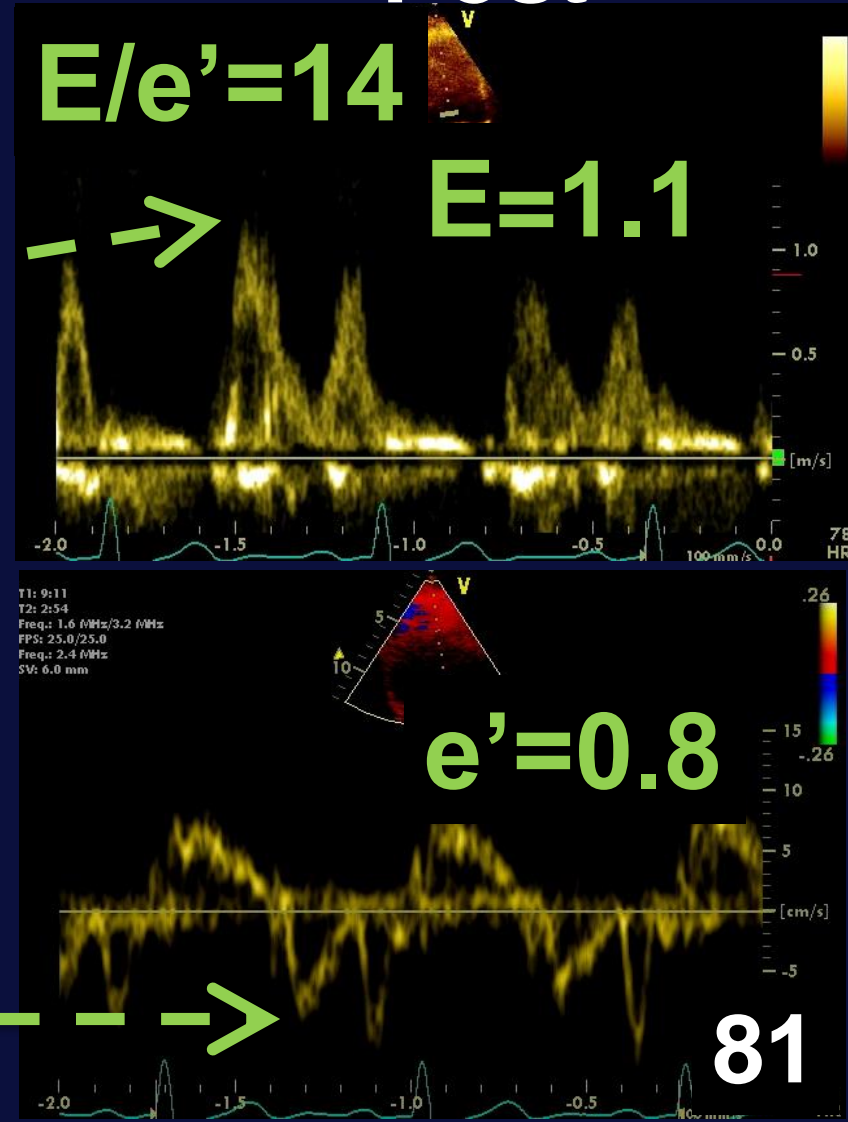 V
E/e’=14
E=1.1
1.0
0.5
[m/s]
-2.0 -1.5 -1.0 -0.5 0.0
100 mm/s
78
HR
T1: 9:11
T2: 2:54
Freq.: 1.6 MHz/3.2 MHz
FPS: 25.0/25.0
Freq.: 2.4 MHz
SV: 6.0 mm
V
5
10
.26
-.26
e’=0.8
15
10
5
[cm/s]
-5
81
-2.0 -1.5 -1.0 -0.5